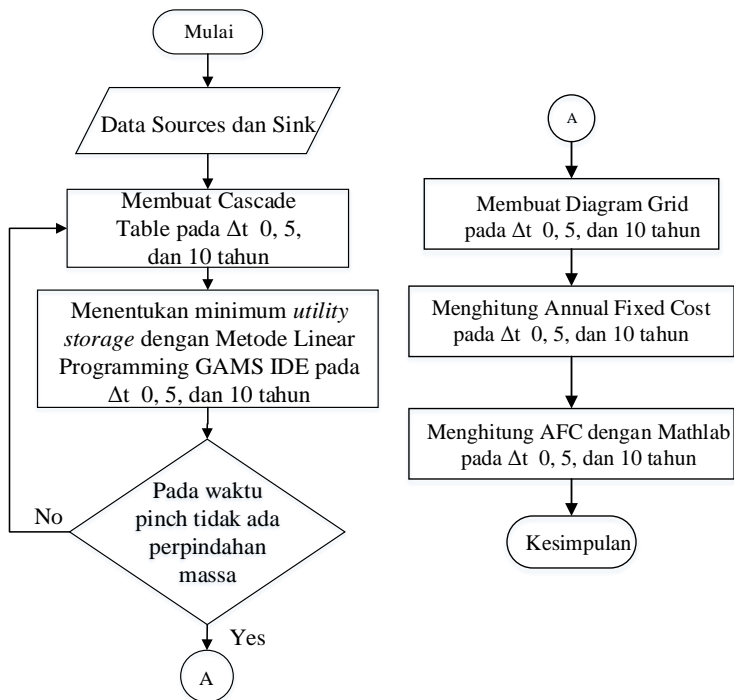 Mulai
Data Sources dan Sink
Membuat Cascade
Table pada Δt 0, 5,
dan 10 tahun
Menentukan minimum utility
storage dengan Metode Linear
Programming GAMS IDE pada
Δt 0, 5, dan 10 tahun
Pada waktu
pinch tidak ada
perpindahan
massa
No
Yes
A
A
Membuat Diagram Grid
pada Δt 0, 5, dan 10 tahun
Menghitung Annual Fixed Cost
pada Δt 0, 5, dan 10 tahun
Menghitung AFC dengan Mathlab
pada Δt 0, 5, dan 10 tahun
Kesimpulan